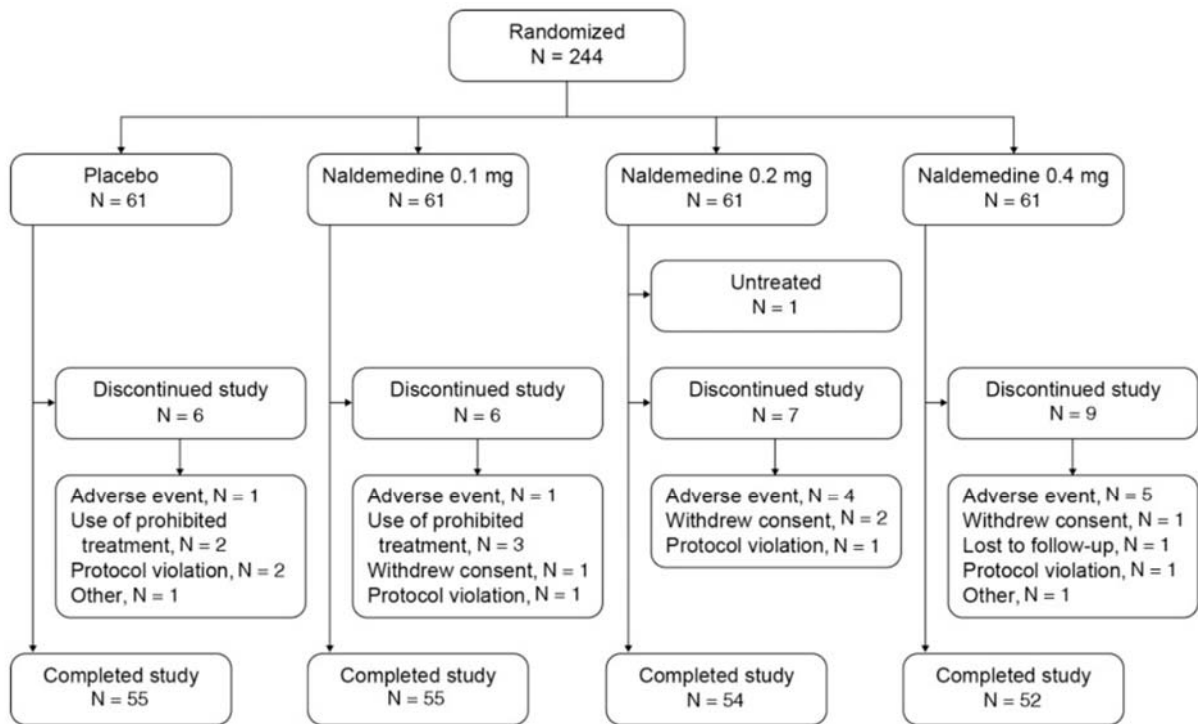 Randomized
N = 244
Placebo
N = 61
Naldemedine 0.1 mg
N = 61
Naldemedine 0.2 mg
N = 61
Naldemedine 0.4 mg
N = 61
Untreated
N = 1
Discontinued study
N = 6
Discontinued study
N = 6
Discontinued study
N = 7
Discontinued study
N = 9
Adverse event, N = 1
Use of prohibited
treatment, N = 2
Protocol violation, N = 2
Other, N = 1
Adverse event, N = 1
Use of prohibited
treatment, N = 3
Withdrew consent, N = 1
Protocol violation, N = 1
Adverse event, N = 4
Withdrew consent, N = 2
Protocol violation, N = 1
Adverse event, N = 5
Withdrew consent, N = 1
Lost to follow-up, N = 1
Protocol violation, N = 1
Other, N = 1
Completed study
N = 55
Completed study
N = 55
Completed study
N = 54
Completed study
N = 52